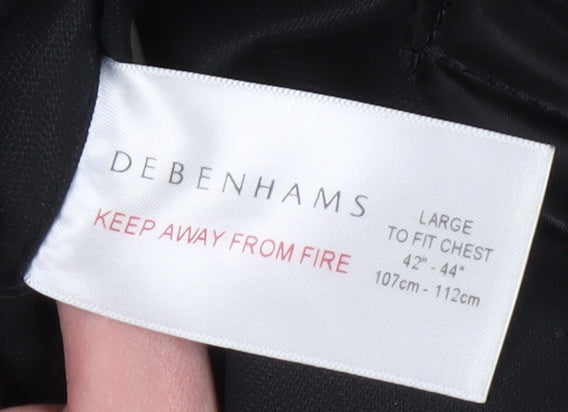 DEBENHAMS
KEEP AWAY FROM FIRE
LARGE
TO FIT CHEST
42" - 44"
107cm - 112cm